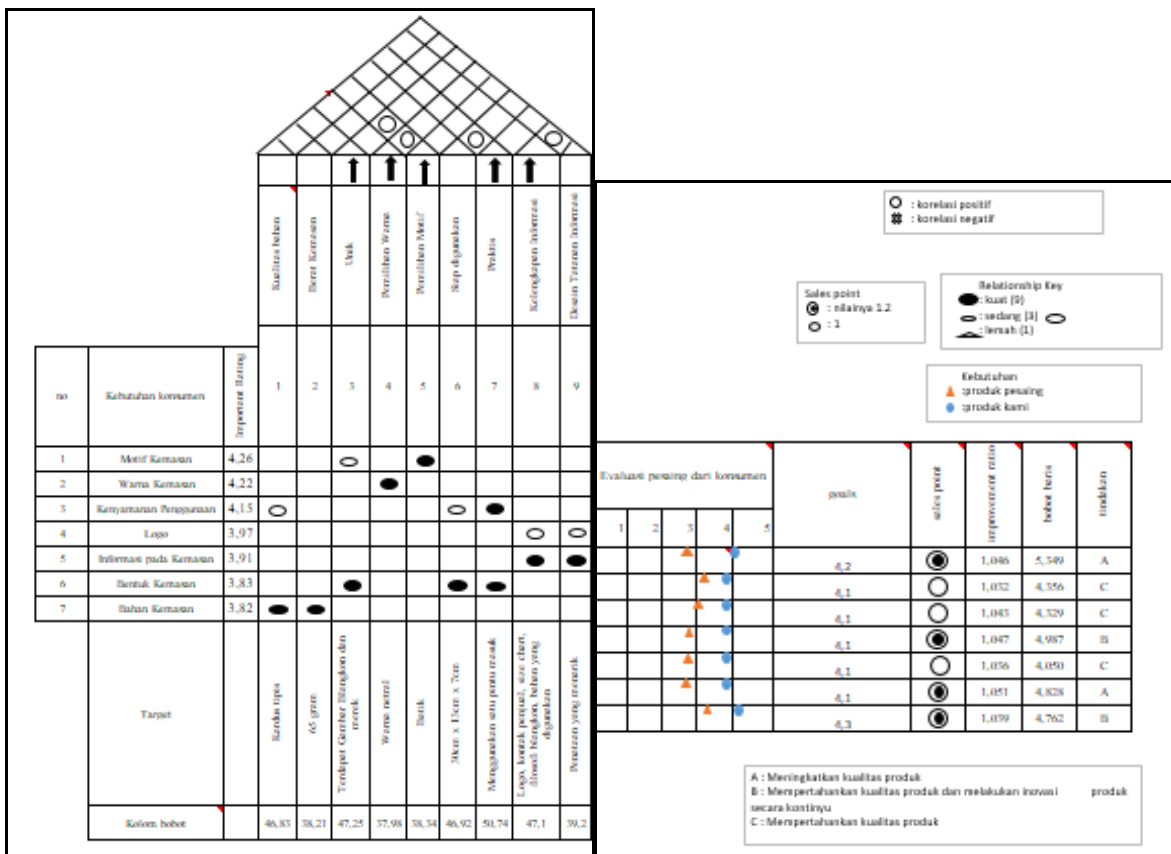 Kualitas bahan
Berat Kemasan
Unik
Pemilihan Warna
Pemilihan Motif
Siap digunakan
Praktis
Kelengkapan Informasi
Desain Tatanan Informasi
no Kebutuhan konsumen Important Rating 1 2 3 4 5 6 7 8 9
1 Motif Kemasan 4,26
2 Warna Kemasan 4,22
3 Kenyamanan Penggunaan 4,15
4 Logo 3,97
5 Informasi pada Kemasan 3,91
6 Bentuk Kemasan 3,83
7 Bahan Kemasan 3,82
Target
Kardus tipis
65 gram
Terdapat Gambar Blangkon dan
merek
Warna netral
Batik
30cm x 15cm x 7cm
Menggunakan satu pintu masuk
Logo, kontak penjual, size chart,
filosofi blangkon, bahan yang
digunakan
Penataan yang menarik
Kolom bobot 46,83 38,21 47,25 37,98 38,34 46,92 50,74 47,1 39,2
: korelasi positif
: korelasi negatif
Sales point
: nilainya 1.2
: 1
Relationship Key
: kuat (9)
: sedang (3)
: lemah (1)
Kebutuhan
:produk pesaing
:produk kami
Evaluasi pesaing dari konsumen
1 2 3 4 5
goals
sales point
improvement ratio
bobot baris
tindakan
4,2 1,046 5,349 A
4,1 1,032 4,356 C
4,1 1,043 4,329 C
4,1 1,047 4,987 B
4,1 1,036 4,050 C
4,1 1,051 4,828 A
4,3 1,039 4,762 B
A : Meningkatkan kualitas produk
B : Mempertahankan kualitas produk dan melakukan inovasi produk
secara kontinyu
C : Mempertahankan kualitas produk